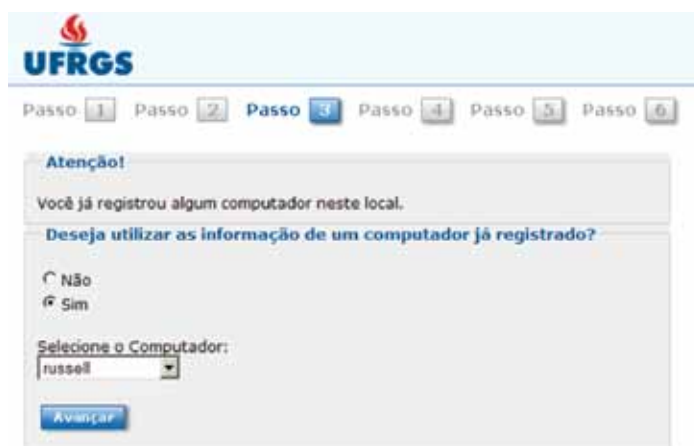 UFRGS
Passo 1 Passo 2 Passo 3 Passo 4 Passo 5 Passo 6
Atenção!
Você já registrou algum computador neste local.
Deseja utilizar as informação de um computador já registrado?
Não
Sim
Selecione o Computador:
russell
Avançar